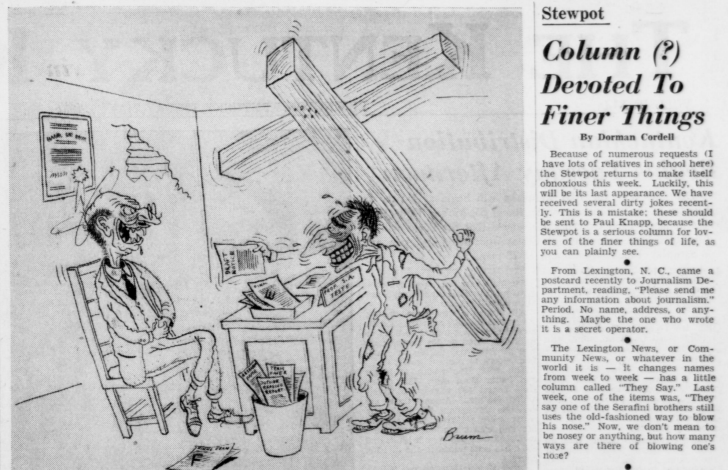 DRAFT
NOTICE
F
Brum
Stewpot
Column (?)
Devoted To
Finer Things
By Dorman Cordell
Because of numerous requests (I
have lots of relatives in school here)
the Stewpot returns to make itself
obnoxious this week. Luckily, this
will be its last appearance. We have
received several dirty jokes recent-
ly. This is a mistake; these should
be sent to Paul Knapp, because the
Stewpot is a serious column for lov-
ers of the finer things of life, as
you can plainly see.
From Lexington, N. C., came a
postcard recently to Journalism De-
partment, reading, "Please send me
any information about journalism."
Period. No name, address, or any-
thing. Maybe the one who wrote
it is a secret operator.
The Lexington News, or Com-
munity News, or whatever in the
world it is — It changes names
from week to week — has a little
column called "They Say." Last
week, one of the items was, "They
say one of the Serafini brothers still
uses the old-fashioned way to blow
his nose." Now, we don't mean to
be nosey or anything, but how many
ways are there of blowing one's
nose?